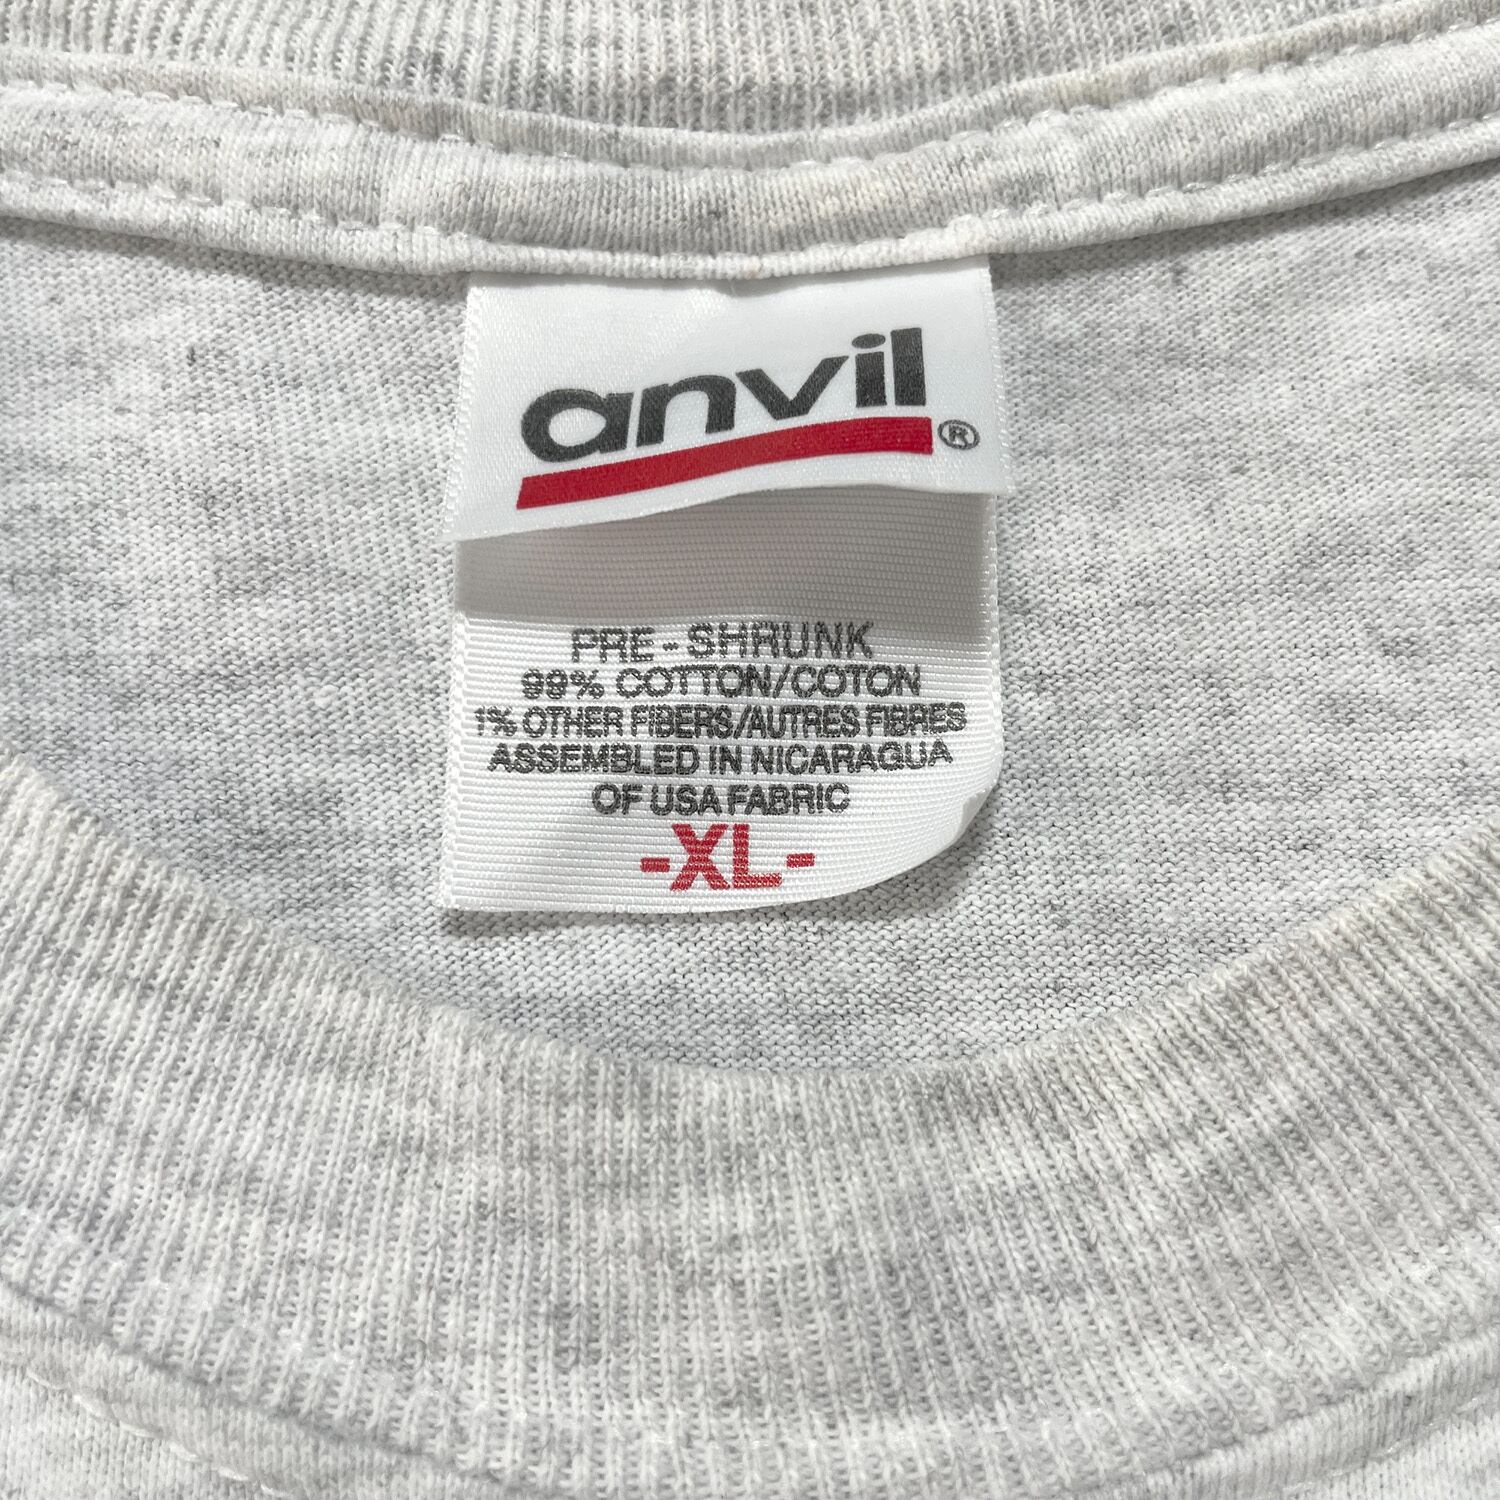 anvil®
PRE-SHRUNK
99% COTTON/COTON
1% OTHER FIBERS/AUTRES FIBRES
ASSEMBLED IN NICARAGUA
OF USA FABRIC
-XL-